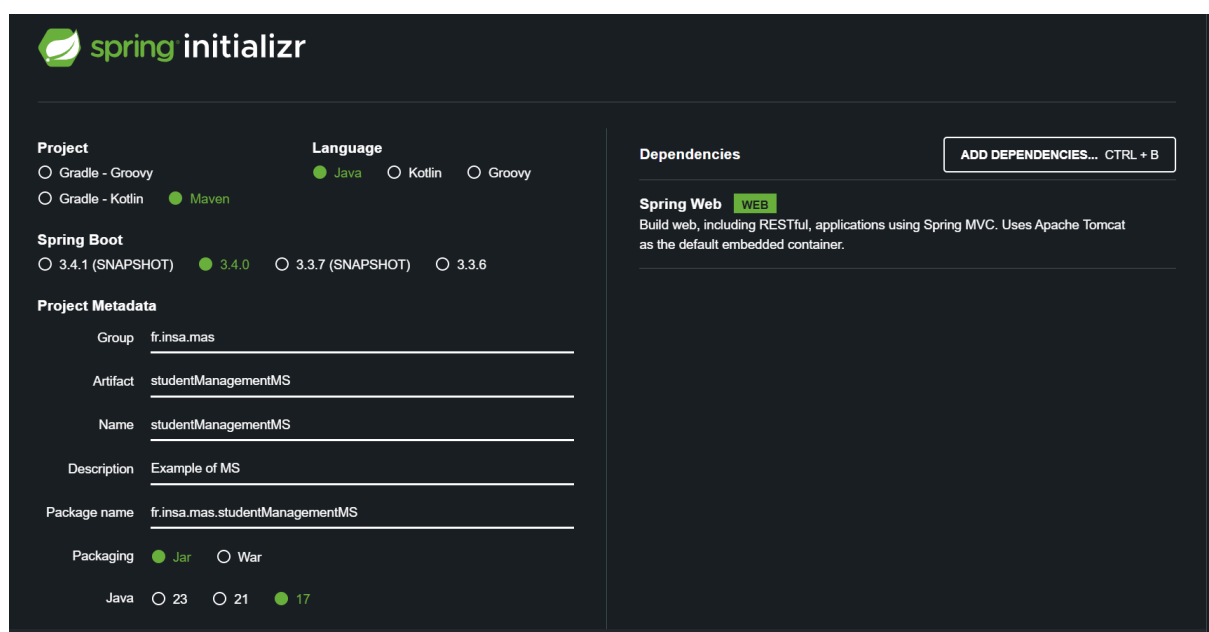 spring initializr
Project
Gradle - Groovy
Gradle - Kotlin Maven
Language
Java Kotlin Groovy
Spring Boot
3.4.1 (SNAPSHOT) 3.4.0 3.3.7 (SNAPSHOT) 3.3.6
Project Metadata
Group fr.insa.mas
Artifact studentManagementMS
Name studentManagementMS
Description Example of MS
Package name fr.insa.mas.studentManagementMS
Packaging Jar War
Java 23 21 17
Dependencies ADD DEPENDENCIES... CTRL + B
Spring Web WEB
Build web, including RESTful, applications using Spring MVC. Uses Apache Tomcat
as the default embedded container.